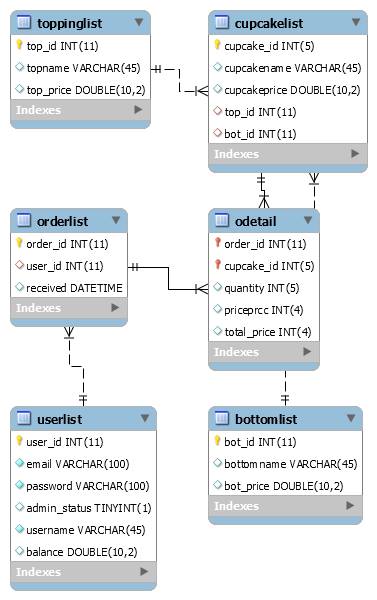 toppinglist
top_id INT(11)
topname VARCHAR(45)
top_price DOUBLE(10,2)
Indexes
cupcakelist
cupcake_id INT(5)
cupcakename VARCHAR(45)
cupcakeprice DOUBLE(10,2)
top_id INT(11)
bot_id INT(11)
Indexes
orderlist
order_id INT(11)
user_id INT(11)
received DATETIME
Indexes
odetail
order_id INT(11)
cupcake_id INT(5)
quantity INT(5)
priceprcc INT(4)
total_price INT(4)
Indexes
userlist
user_id INT(11)
email VARCHAR(100)
password VARCHAR(100)
admin_status TINYINT(1)
username VARCHAR(45)
balance DOUBLE(10,2)
Indexes
bottomlist
bot_id INT(11)
bottomname VARCHAR(45)
bot_price DOUBLE(10,2)
Indexes